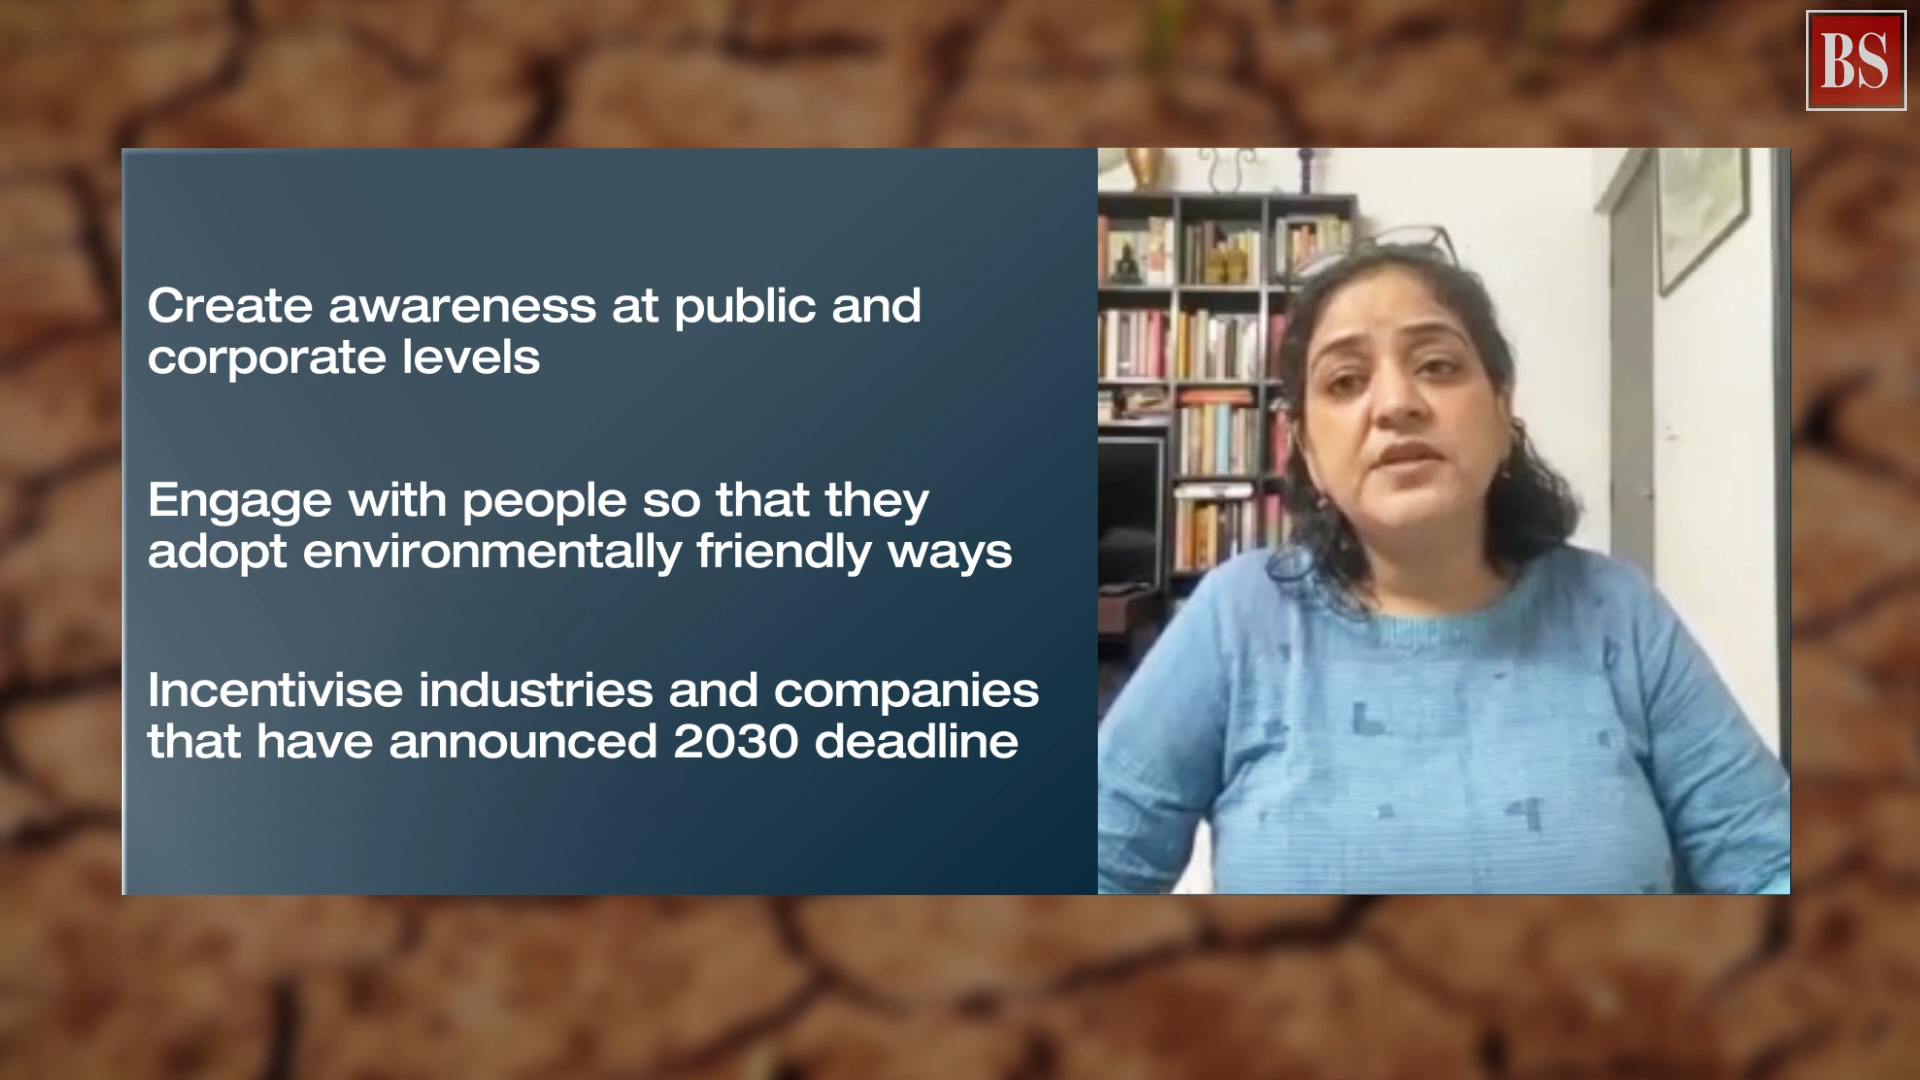 BS
Create awareness at public and
corporate levels
Engage with people so that they
adopt environmentally friendly ways
Incentivise industries and companies
that have announced 2030 deadline